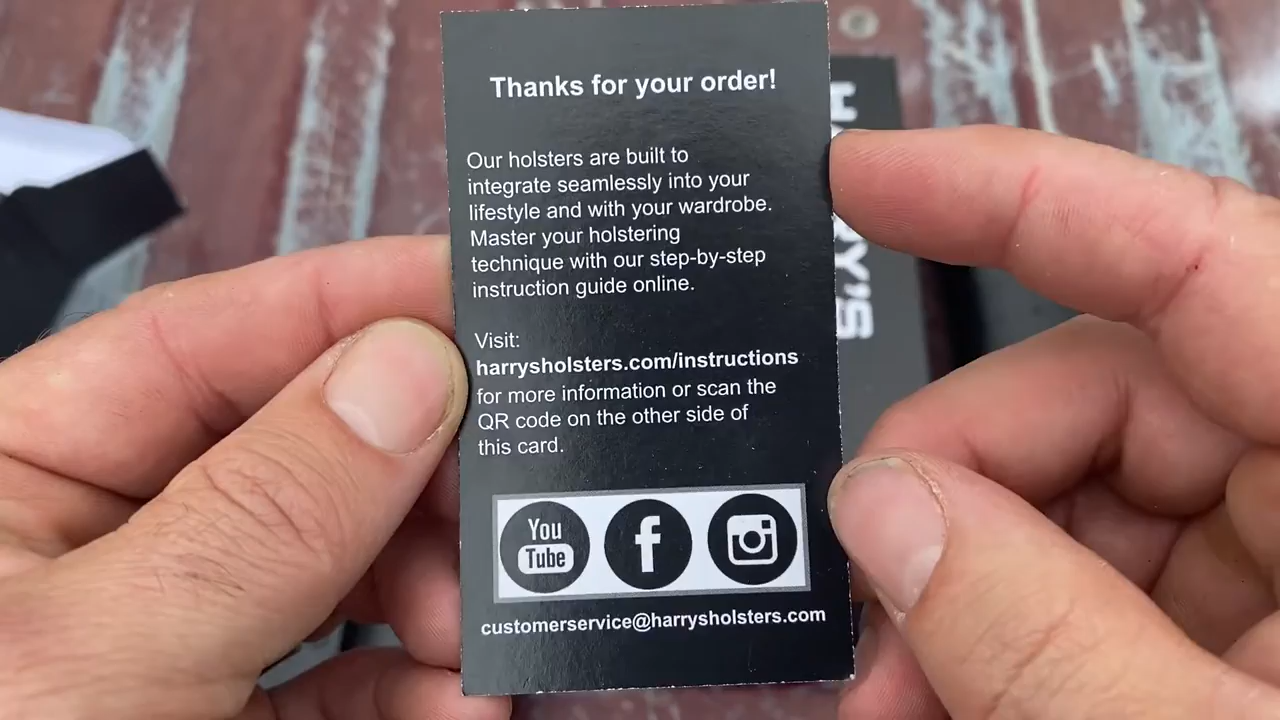 Thanks for your order!
Our holsters are built to
integrate seamlessly into your
lifestyle and with your wardrobe.
Master your holstering
technique with our step-by-step
instruction guide online.
Visit:
harrysholsters.com/instructions
for more information or scan the
QR code on the other side of
this card.
You
Tube
f
customerservice@harrysholsters.com